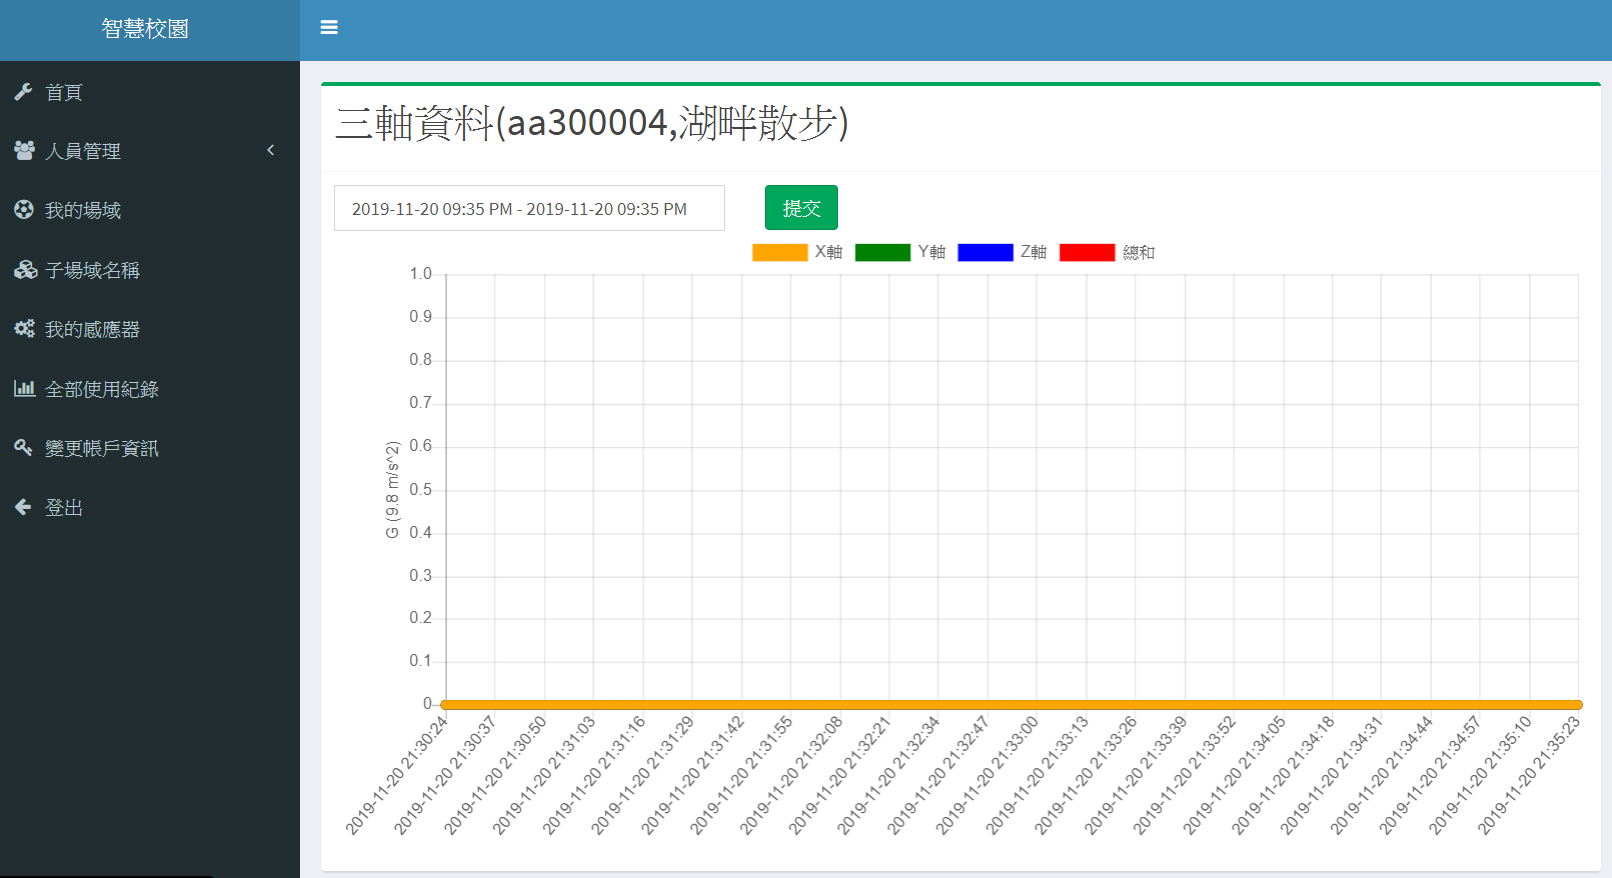 智慧校園
首頁
人員管理
我的場域
子場域名稱
我的感應器
全部使用紀錄
變更帳戶資訊
登出
三軸資料(aa300004,湖畔散步)
2019-11-20 09:35 PM - 2019-11-20 09:35 PM
提交
X軸 Y軸 Z軸 總和
G (9.8 m/s^2)
1.0
0.9
0.8
0.7
0.6
0.5
0.4
0.3
0.2
0.1
0
2019-11-20 21:30:24
2019-11-20 21:30:37
2019-11-20 21:30:50
2019-11-20 21:31:03
2019-11-20 21:31:16
2019-11-20 21:31:29
2019-11-20 21:31:42
2019-11-20 21:31:55
2019-11-20 21:32:08
2019-11-20 21:32:21
2019-11-20 21:32:34
2019-11-20 21:32:47
2019-11-20 21:33:00
2019-11-20 21:33:13
2019-11-20 21:33:26
2019-11-20 21:33:39
2019-11-20 21:33:52
2019-11-20 21:34:05
2019-11-20 21:34:18
2019-11-20 21:34:31
2019-11-20 21:34:44
2019-11-20 21:34:57
2019-11-20 21:35:10
2019-11-20 21:35:23